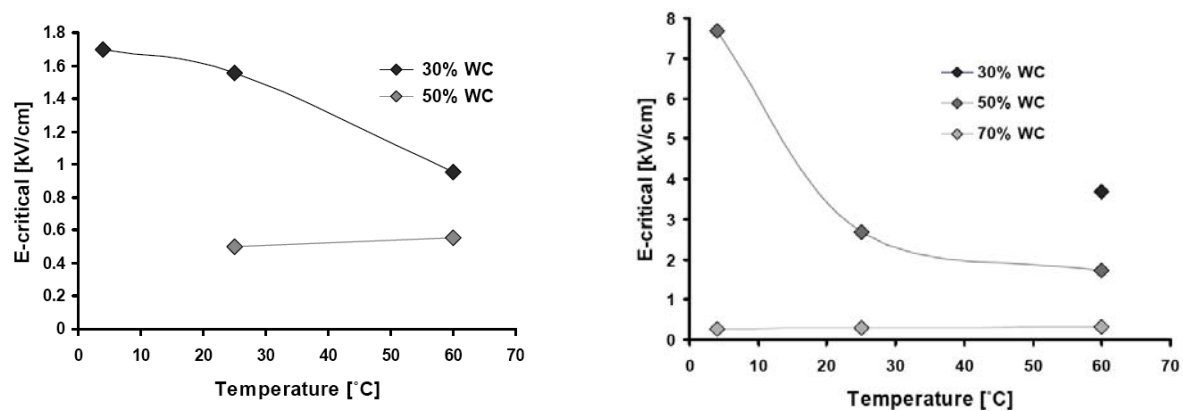 1.8
1.6
1.4
1.2
1
0.8
0.6
0.4
0.2
0
E-critical [kV/cm]
0 10 20 30 40 50 60 70
Temperature [˚C]
30% WC
50% WC
8
7
6
5
4
3
2
1
0
E-critical [kV/cm]
0 10 20 30 40 50 60 70
Temperature [˚C]
30% WC
50% WC
70% WC